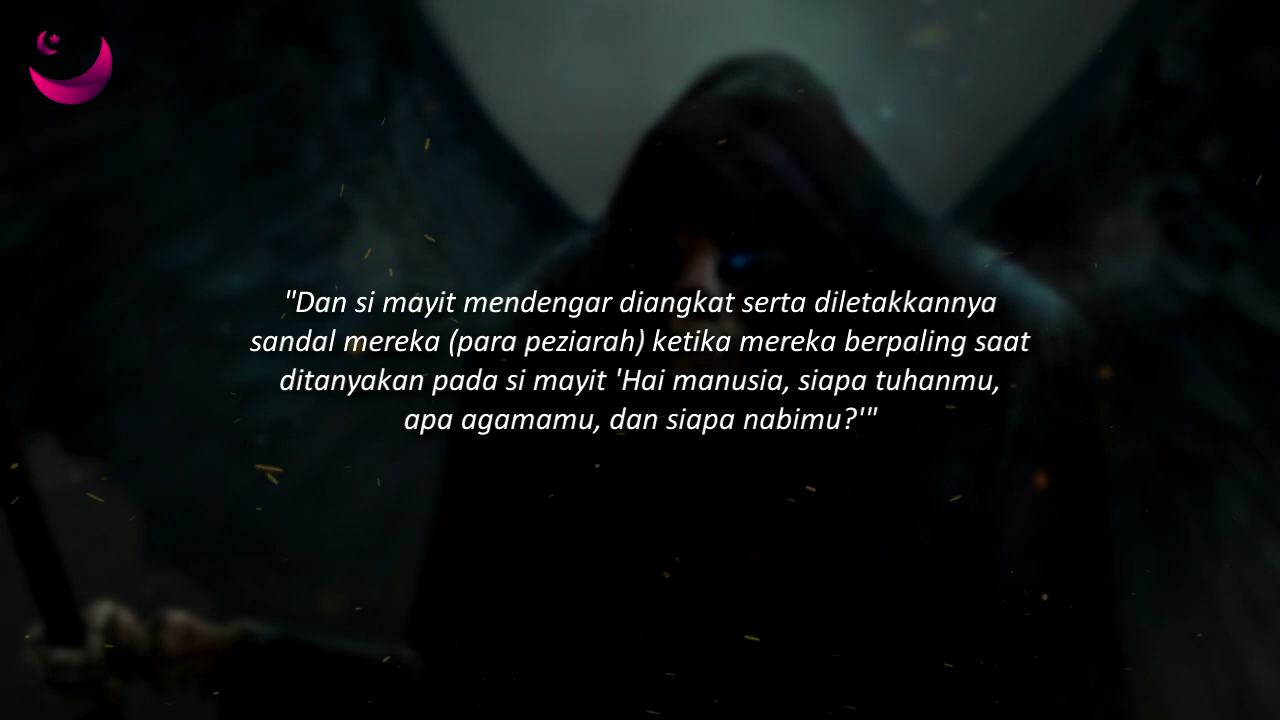 "Dan si mayit mendengar diangkat serta diletakkannya
sandal mereka (para peziarah) ketika mereka berpaling saat
ditanyakan pada si mayit 'Hai manusia, siapa tuhanmu,
apa agamamu, dan siapa nabimu?'"